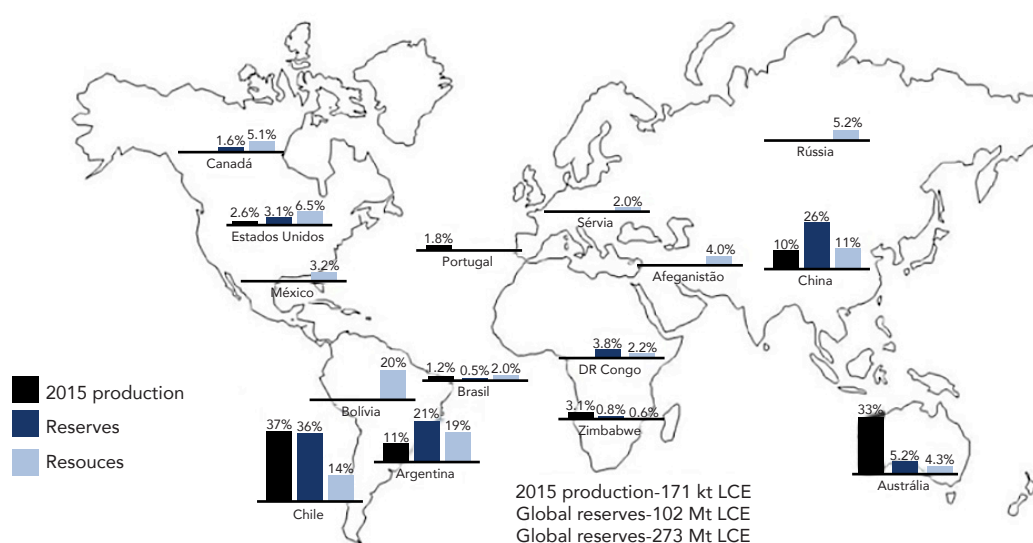 1.6% 5.1%
Canadá
5.2%
Rússia
2.6% 3.1% 6.5%
Estados Unidos
2.0%
Sérvia
1.8%
Portugal
4.0%
Afeganistão
10% 26% 11%
China
3.2%
México
3.8% 2.2%
DR Congo
20%
Bolívia
1.2% 0.5% 2.0%
Brasil
3.1% 0.8% 0.6%
Zimbabwe
37% 36% 14%
Chile
11% 21% 19%
Argentina
33% 5.2% 4.3%
Austrália
2015 production
Reserves
Resouces
2015 production-171 kt LCE
Global reserves-102 Mt LCE
Global reserves-273 Mt LCE